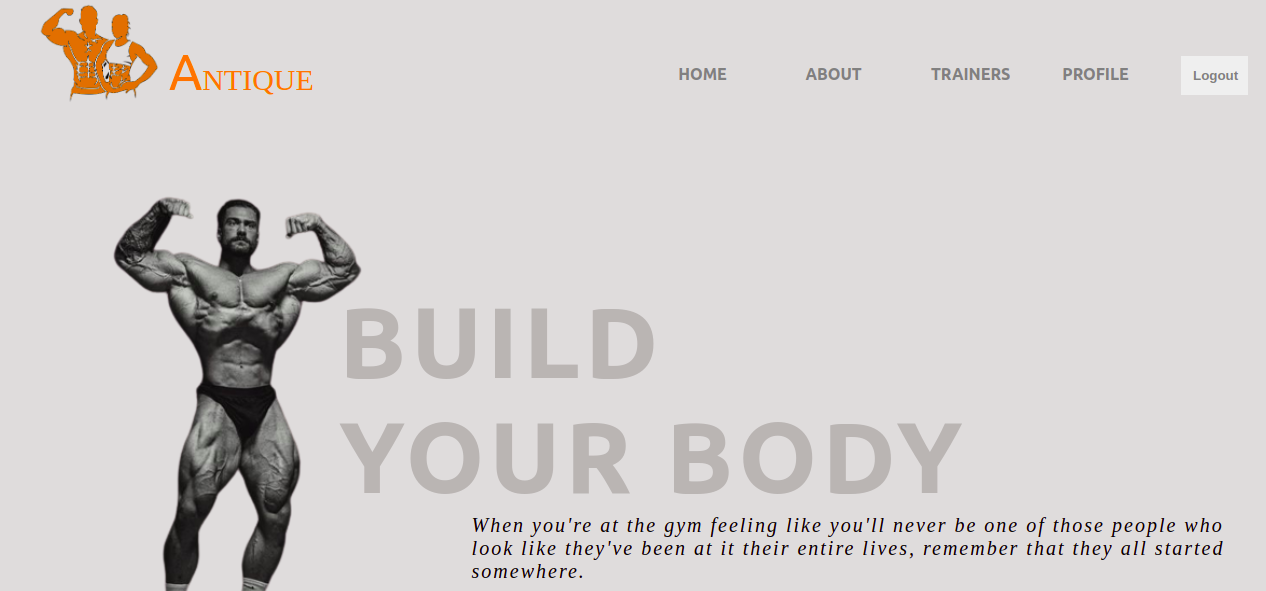 ANTIQUE
HOME ABOUT TRAINERS PROFILE Logout
BUILD
YOUR BODY
When you're at the gym feeling like you'll never be one of those people who
look like they've been at it their entire lives, remember that they all started
somewhere.